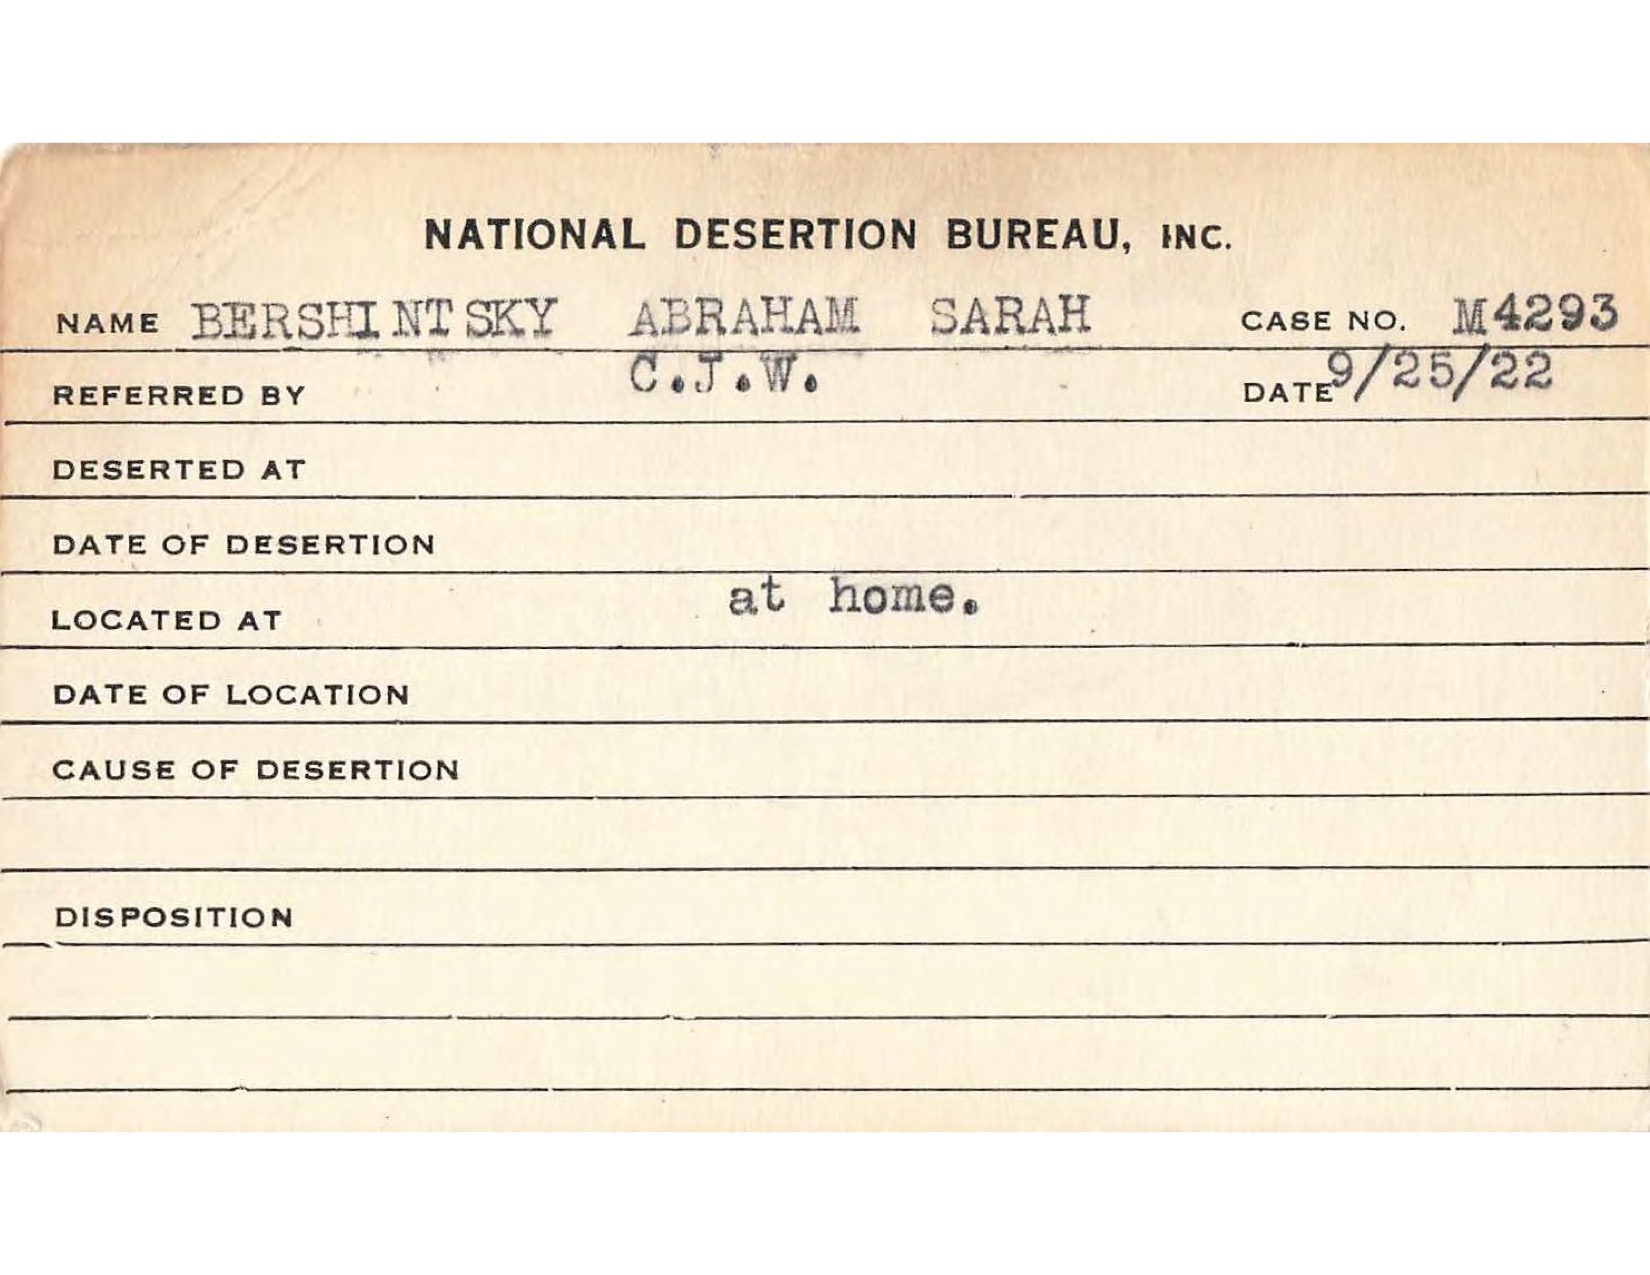 NATIONAL DESERTION BUREAU, INC.
NAME BERSHINTSKY ABRAHAM SARAH CASE NO. M4293
REFERRED BY C.J.W. DATE 9/25/22
DESERTED AT
DATE OF DESERTION
LOCATED AT at home.
DATE OF LOCATION
CAUSE OF DESERTION
DISPOSITION